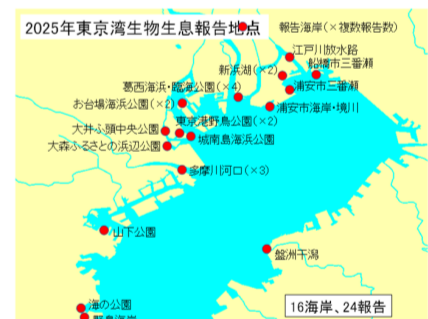 2025年東京湾生物生息報告地点
報告海岸(×複数報告数)
江戸川放水路
新浜湖(×2)
船橋市三番瀬
葛西海浜・臨海公園(×4)
浦安市三番瀬
お台場海浜公園(×2)
浦安市海岸・境川
東京港野鳥公園(×2)
大井ふ頭中央公園
城南島海浜公園
大森ふるさとの浜辺公園
多摩川河口(×3)
山下公園
盤洲干潟
海の公園
野島海岸
16海岸、24報告